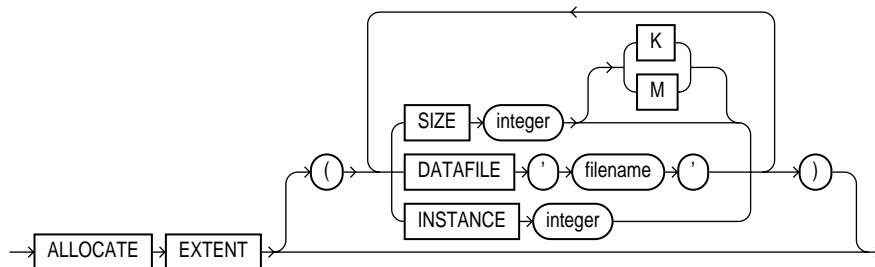 K
M
SIZE integer
( DATAFILE ’ filename ’ )
INSTANCE integer
ALLOCATE EXTENT